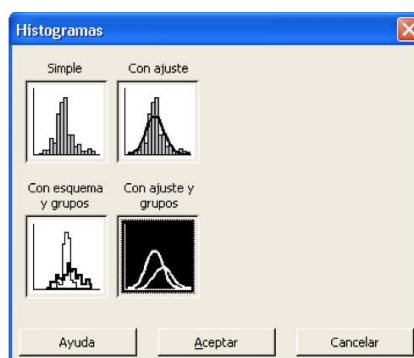 Histogramas
Simple
Con ajuste
Con esquema
y grupos
Con ajuste y
grupos
Ayuda
Aceptar
Cancelar